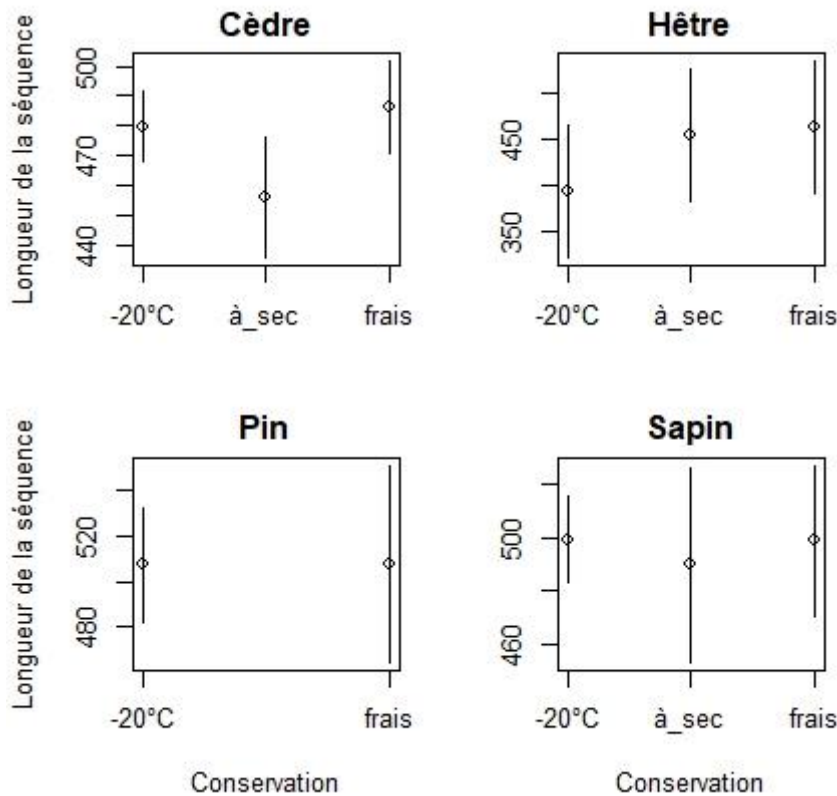 Cèdre
Longueur de la séquence
500
470
440
-20°C à_sec frais
Hêtre
450
350
-20°C à_sec frais
Pin
Longueur de la séquence
520
480
-20°C frais
Conservation
Sapin
500
460
-20°C à_sec frais
Conservation